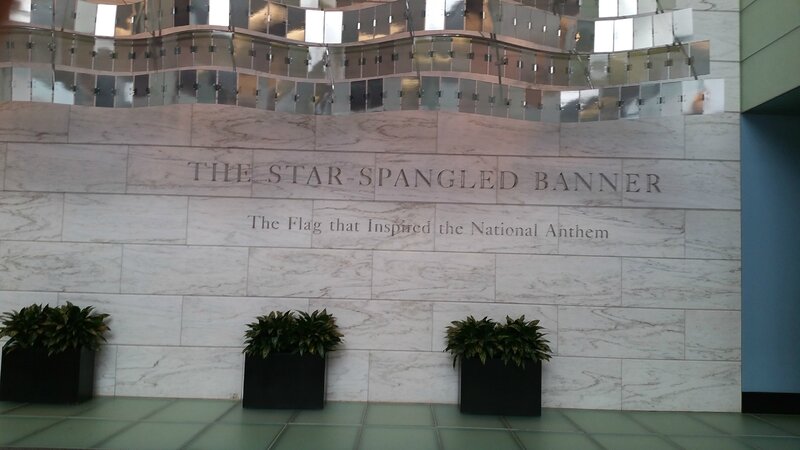 THE STAR-SPANGLED BANNER
The Flag that Inspired the National Anthem